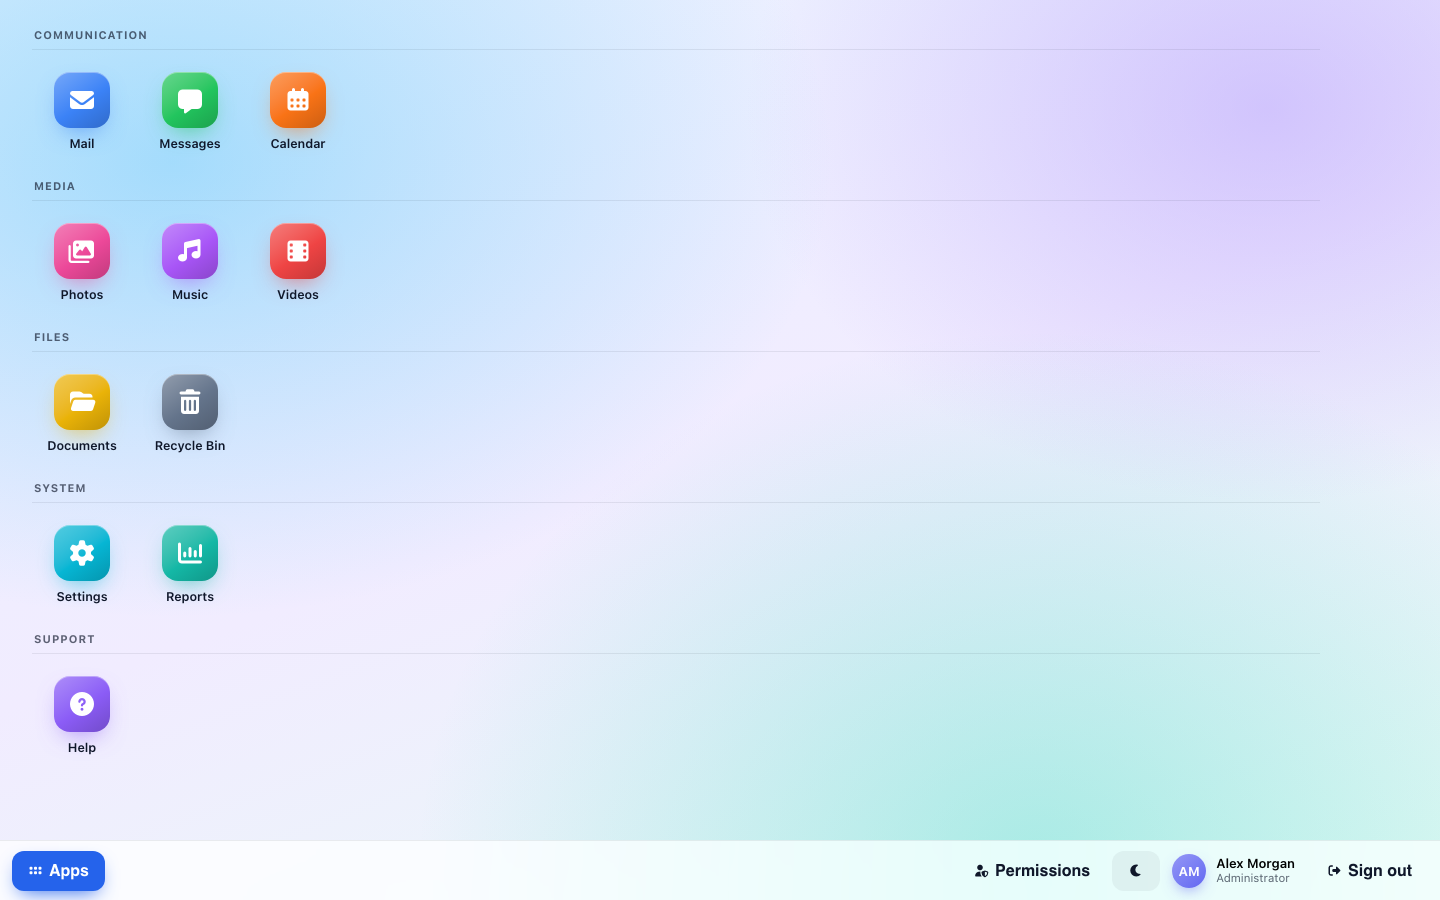 COMMUNICATION
Mail
Messages
Calendar
MEDIA
Photos
Music
Videos
FILES
Documents
Recycle Bin
SYSTEM
Settings
Reports
SUPPORT
Help
Apps
Permissions
AM
Alex Morgan
Administrator
Sign out